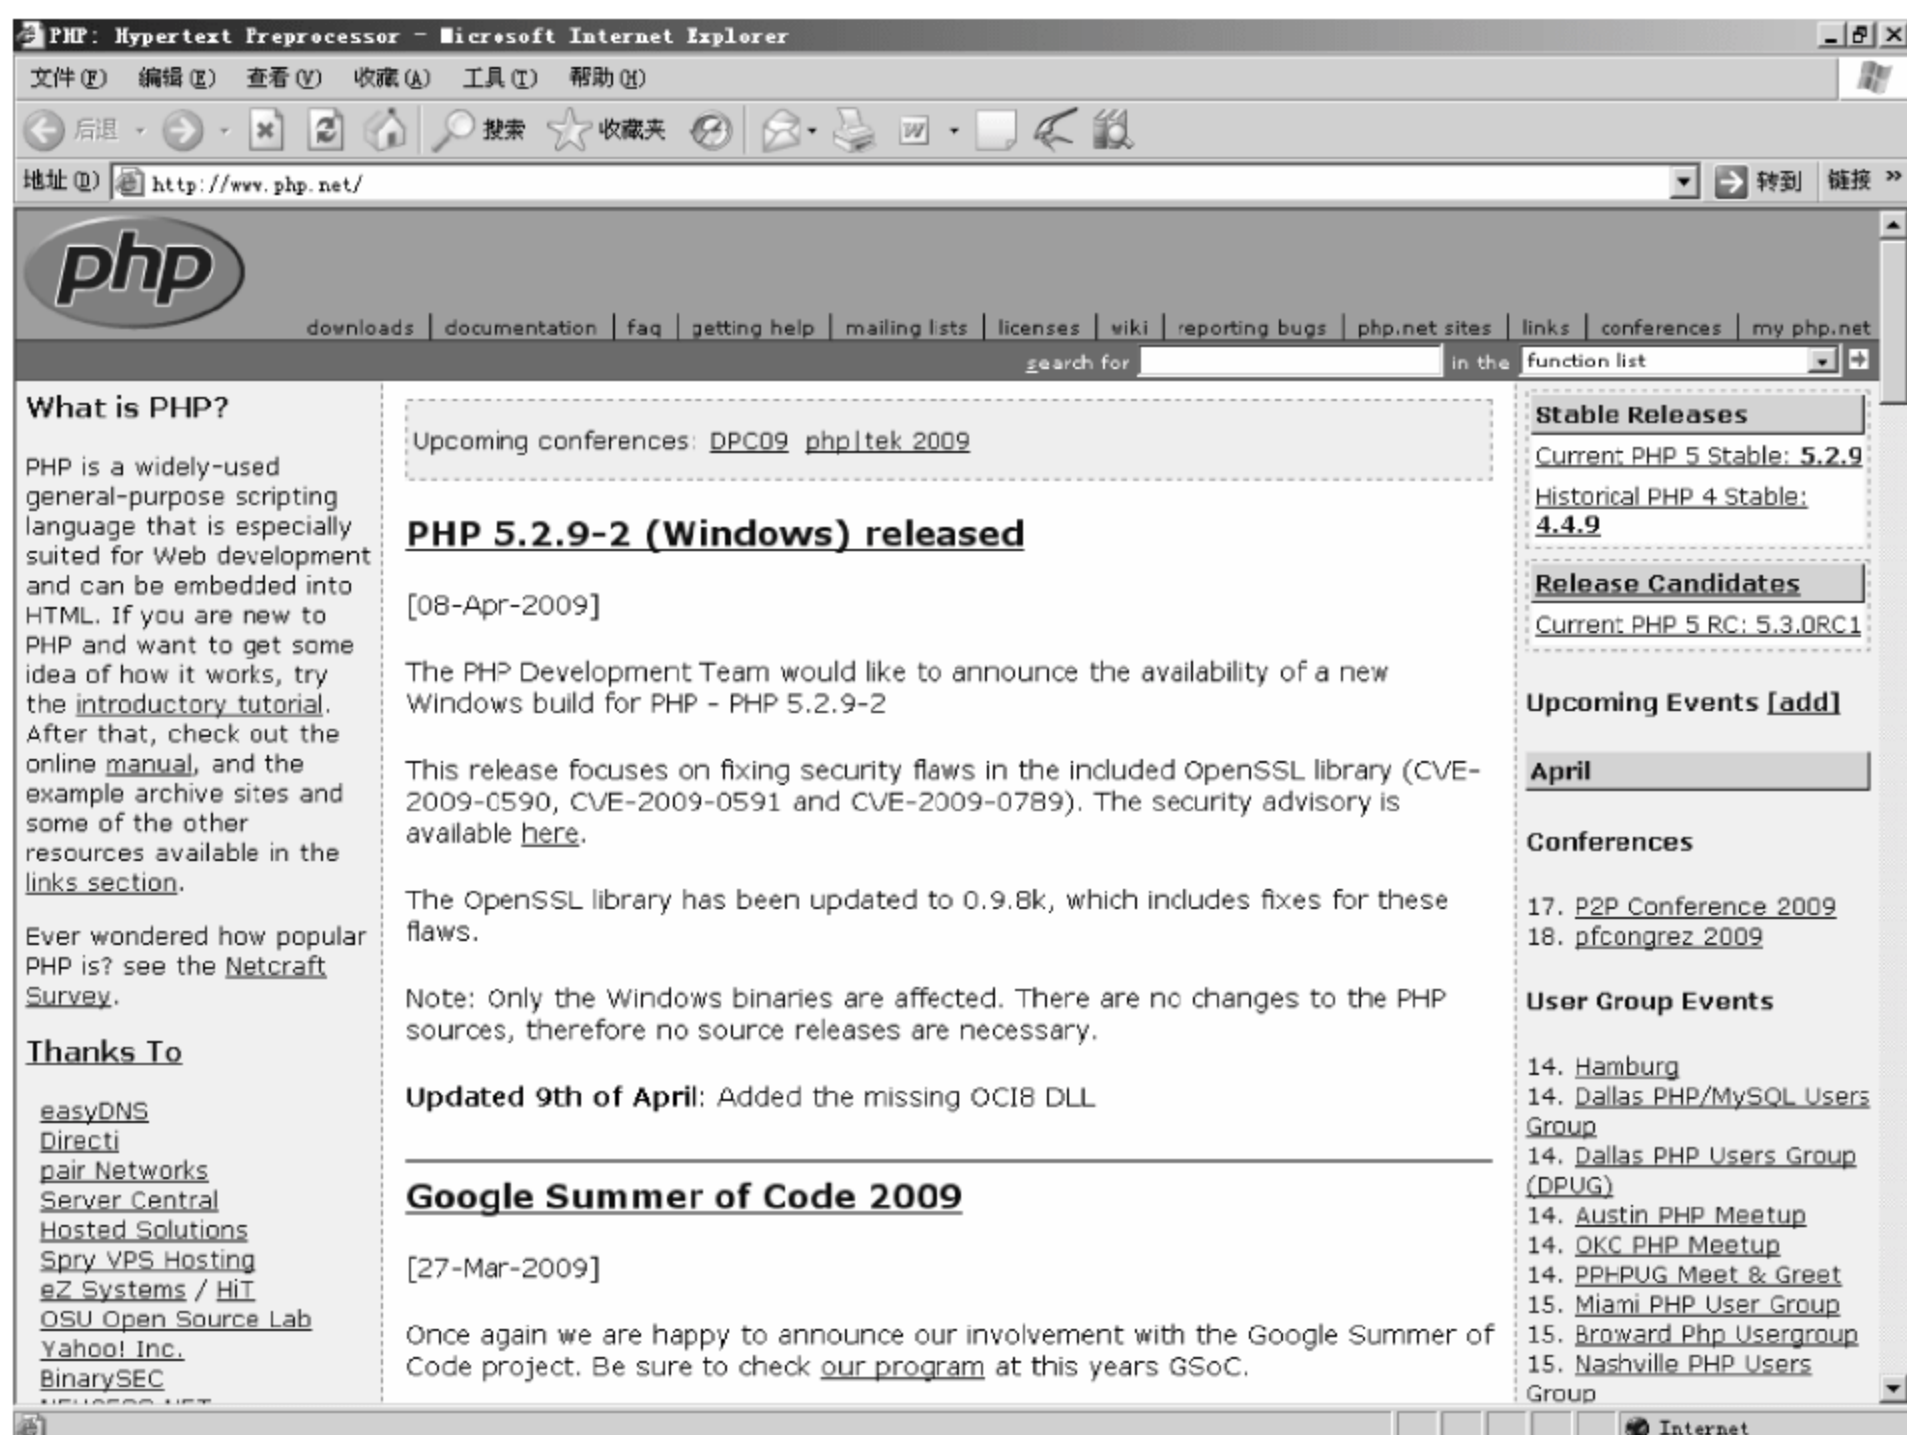 PHP: Hypertext Preprocessor - Microsoft Internet Explorer
文件(F) 编辑(E) 查看(V) 收藏(A) 工具(T) 帮助(H)
后退 搜索 收藏夹
地址(D) http://www.php.net/ 转到 链接 »
php
downloads | documentation | faq | getting help | mailing lists | licenses | wiki | reporting bugs | php.net sites | links | conferences | my php.net
search for in the function list
What is PHP?
PHP is a widely-used
general-purpose scripting
language that is especially
suited for Web development
and can be embedded into
HTML. If you are new to
PHP and want to get some
idea of how it works, try
the introductory tutorial.
After that, check out the
online manual, and the
example archive sites and
some of the other
resources available in the
links section.
Ever wondered how popular
PHP is? see the Netcraft
Survey.
Thanks To
easyDNS
Directi
pair Networks
Server Central
Hosted Solutions
Spry VPS Hosting
eZ Systems / HiT
OSU Open Source Lab
Yahoo! Inc.
BinarySEC
Upcoming conferences: DPC09 php|tek 2009
PHP 5.2.9-2 (Windows) released
[08-Apr-2009]
The PHP Development Team would like to announce the availability of a new
Windows build for PHP - PHP 5.2.9-2
This release focuses on fixing security flaws in the included OpenSSL library (CVE-
2009-0590, CVE-2009-0591 and CVE-2009-0789). The security advisory is
available here.
The OpenSSL library has been updated to 0.9.8k, which includes fixes for these
flaws.
Note: Only the Windows binaries are affected. There are no changes to the PHP
sources, therefore no source releases are necessary.
Updated 9th of April: Added the missing OCI8 DLL
Google Summer of Code 2009
[27-Mar-2009]
Once again we are happy to announce our involvement with the Google Summer of
Code project. Be sure to check our program at this years GSoC.
Stable Releases
Current PHP 5 Stable: 5.2.9
Historical PHP 4 Stable:
4.4.9
Release Candidates
Current PHP 5 RC: 5.3.0RC1
Upcoming Events [add]
April
Conferences
17. P2P Conference 2009
18. pfcongrez 2009
User Group Events
14. Hamburg
14. Dallas PHP/MySQL Users
Group
14. Dallas PHP Users Group
(DPUG)
14. Austin PHP Meetup
14. OKC PHP Meetup
14. PPHPUG Meet & Greet
15. Miami PHP User Group
15. Broward Php Usergroup
15. Nashville PHP Users
Group
Internet